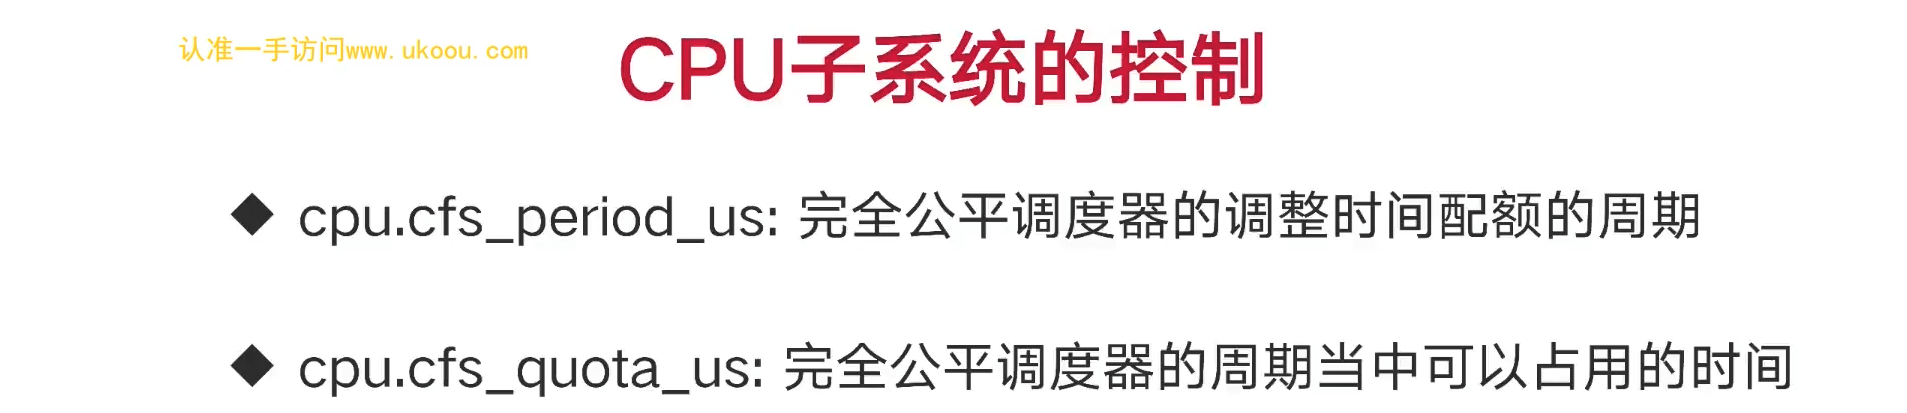 认准一手访问www.ukoou.com
CPU子系统的控制
◆ cpu.cfs_period_us: 完全公平调度器的调整时间配额的周期
◆ cpu.cfs_quota_us: 完全公平调度器的周期当中可以占用的时间